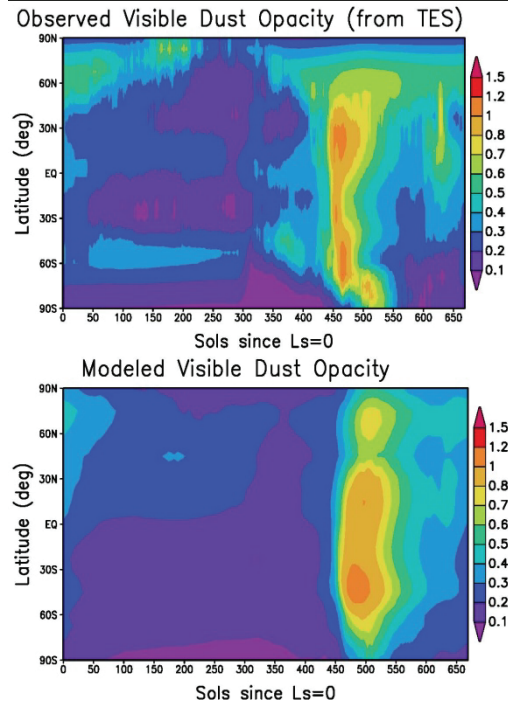 Observed Visible Dust Opacity (from TES)
90N
60N
30N
EQ
30S
60S
90S
Latitude (deg)
0 50 100 150 200 250 300 350 400 450 500 550 600 650
Sols since Ls=0
1.5
1.2
1
0.8
0.7
0.6
0.5
0.4
0.3
0.2
0.1
Modeled Visible Dust Opacity
90N
60N
30N
EQ
30S
60S
90S
Latitude (deg)
0 50 100 150 200 250 300 350 400 450 500 550 600 650
Sols since Ls=0
1.5
1.2
1
0.8
0.7
0.6
0.5
0.4
0.3
0.2
0.1